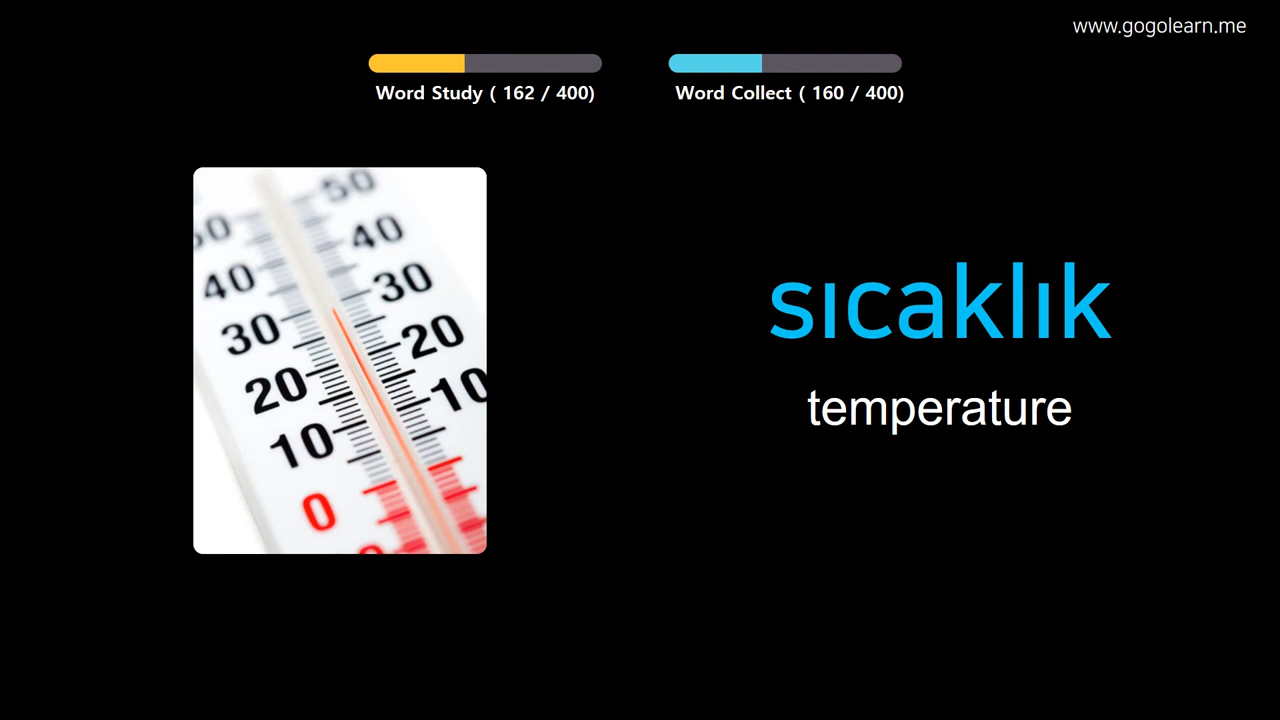 www.gogolearn.me
Word Study ( 162 / 400)
Word Collect ( 160 / 400)
50
50
40
40
30
30
20
20
10
10
0
sıcaklık
temperature